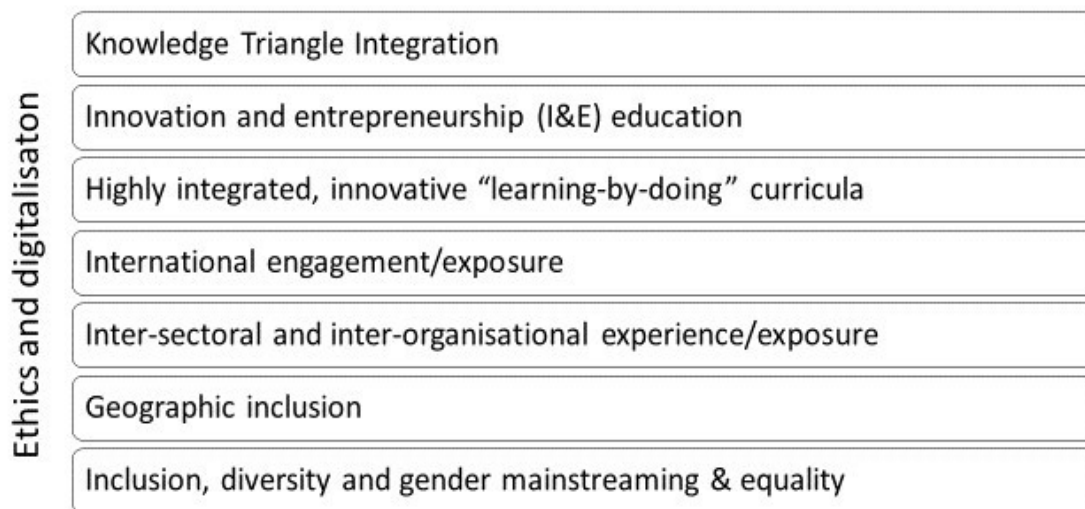 Ethics and digitalisaton
Knowledge Triangle Integration
Innovation and entrepreneurship (I&E) education
Highly integrated, innovative “learning-by-doing” curricula
International engagement/exposure
Inter-sectoral and inter-organisational experience/exposure
Geographic inclusion
Inclusion, diversity and gender mainstreaming & equality